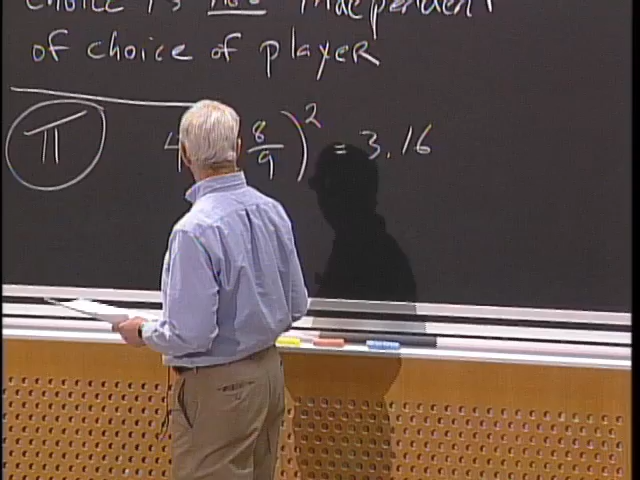 choice is not independent
of choice of player
π 4 8/9)² = 3.16